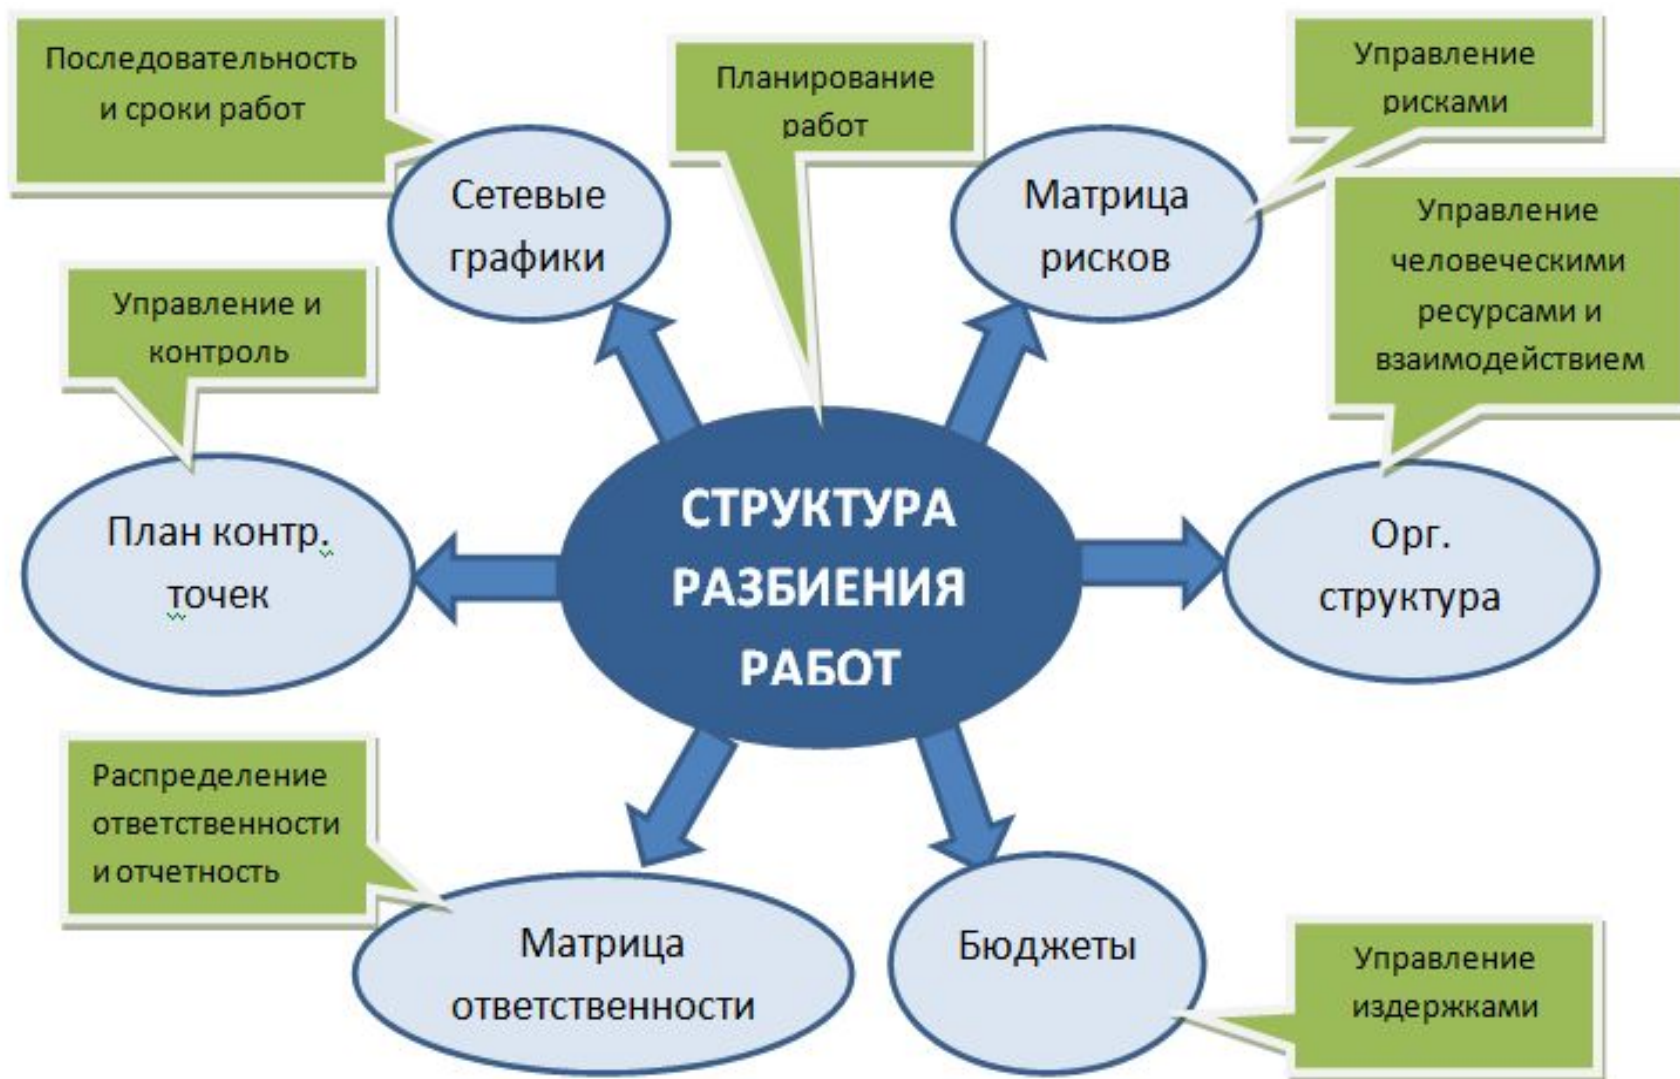 Последовательность
и сроки работ
Планирование
работ
Управление
рисками
Сетевые
графики
Матрица
рисков
Управление
человеческими
ресурсами и
взаимодействием
Управление и
контроль
План контр.
точек
СТРУКТУРА
РАЗБИЕНИЯ
РАБОТ
Орг.
структура
Распределение
ответственности
и отчетность
Матрица
ответственности
Бюджеты
Управление
издержками